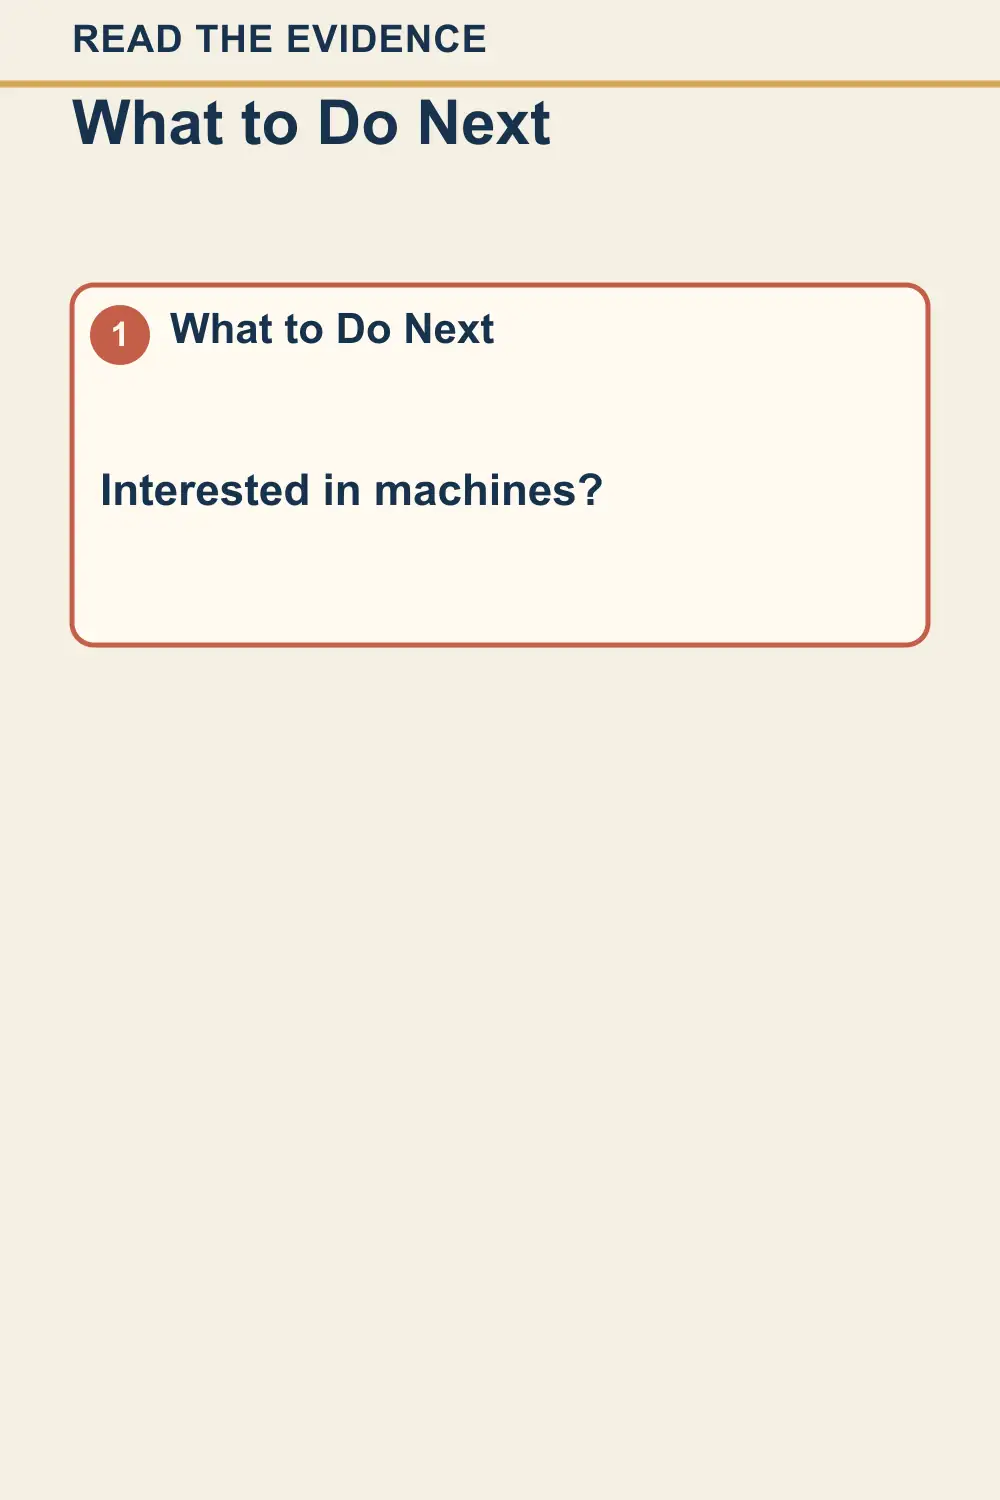 READ THE EVIDENCE
What to Do Next
1 What to Do Next
Interested in machines?